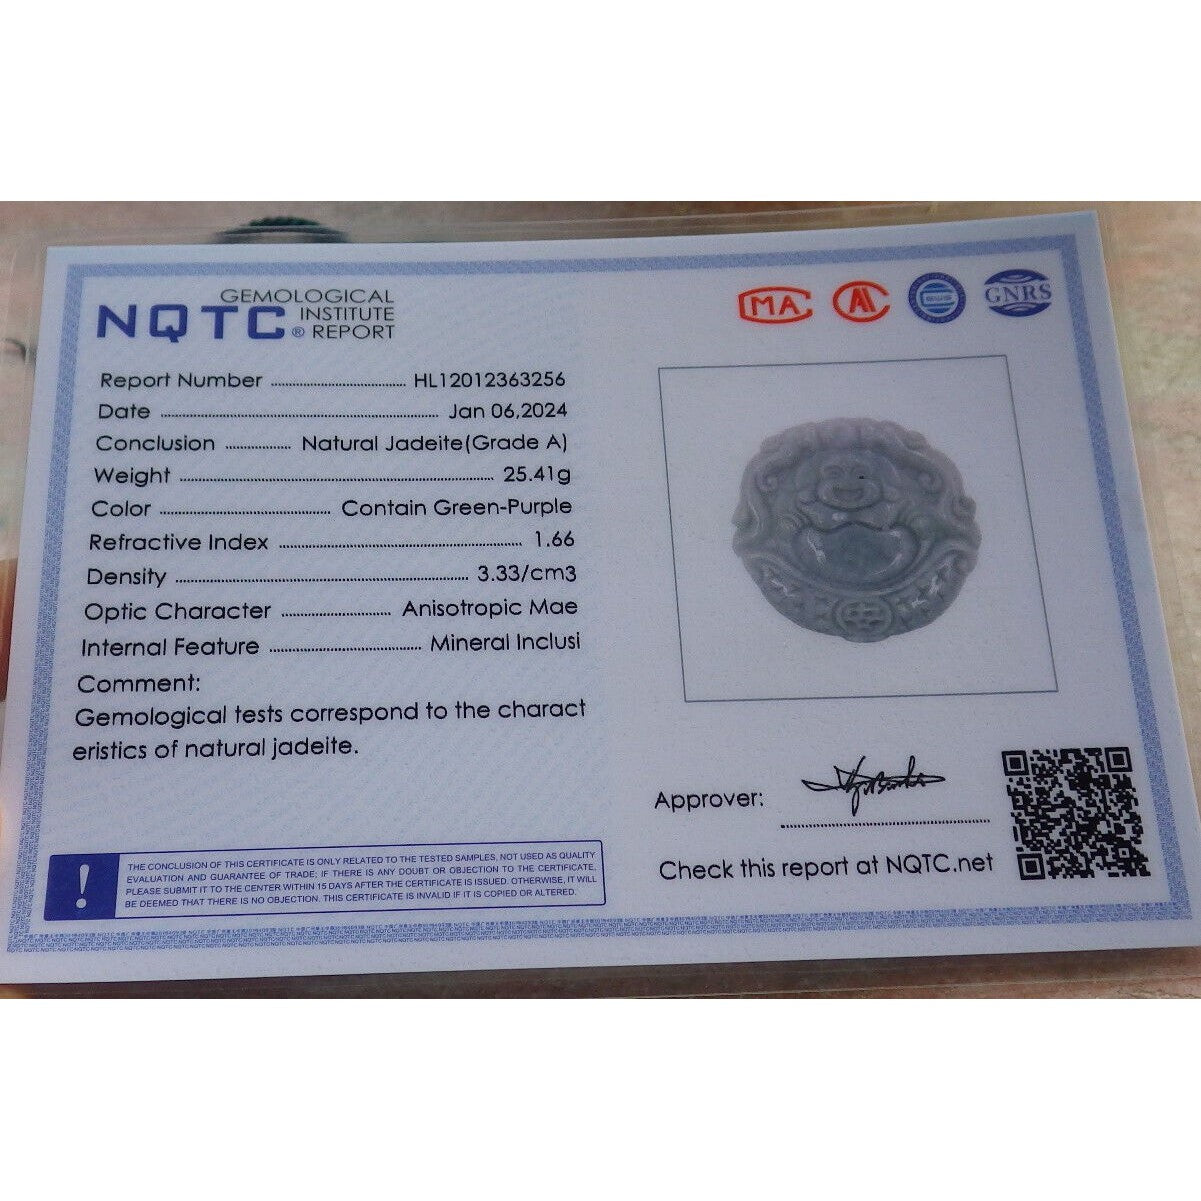 NQTC® GEMOLOGICAL INSTITUTE REPORT
CMA
CAL
GNRS
Report Number HL12012363256
Date Jan 06,2024
Conclusion Natural Jadeite(Grade A)
Weight 25.41g
Color Contain Green-Purple
Refractive Index 1.66
Density 3.33/cm3
Optic Character Anisotropic Mae
Internal Feature Mineral Inclusi
Comment:
Gemological tests correspond to the charact
eristics of natural jadeite.
! THE CONCLUSION OF THIS CERTIFICATE IS ONLY RELATED TO THE TESTED SAMPLES, NOT USED AS QUALITY
EVALUATION AND GUARANTEE OF TRADE; IF THERE IS ANY DOUBT OR OBJECTION TO THE CERTIFICATE,
PLEASE SUBMIT IT TO THE CENTER WITHIN 15 DAYS AFTER THE CERTIFICATE IS ISSUED. OTHERWISE, IT WILL
BE DEEMED THAT THERE IS NO OBJECTION. THIS CERTIFICATE IS INVALID IF IT IS COPIED OR ALTERED.
Approver:
Check this report at NQTC.net